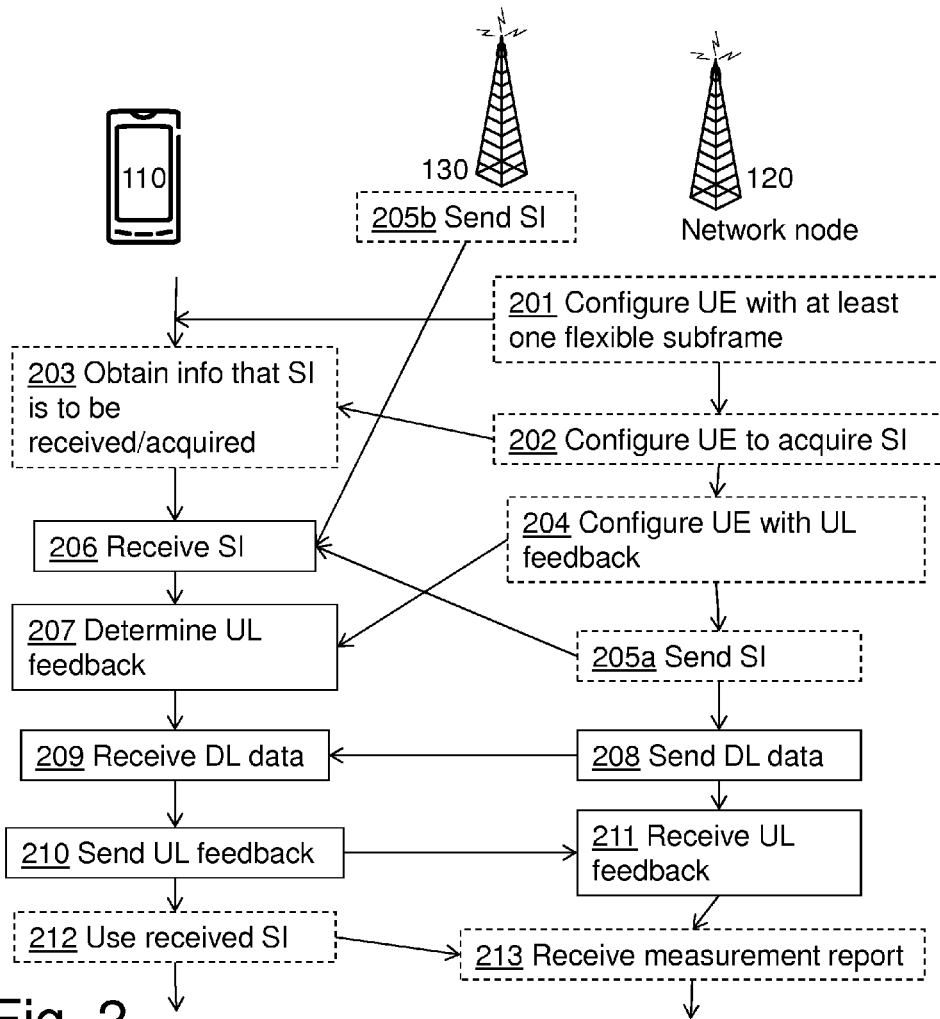 110
130
120
Network node
205b Send SI
201 Configure UE with at least
one flexible subframe
203 Obtain info that SI
is to be
received/acquired
202 Configure UE to acquire SI
204 Configure UE with UL
feedback
206 Receive SI
207 Determine UL
feedback
205a Send SI
209 Receive DL data
208 Send DL data
210 Send UL feedback
211 Receive UL
feedback
212 Use received SI
213 Receive measurement report
Fig. 2